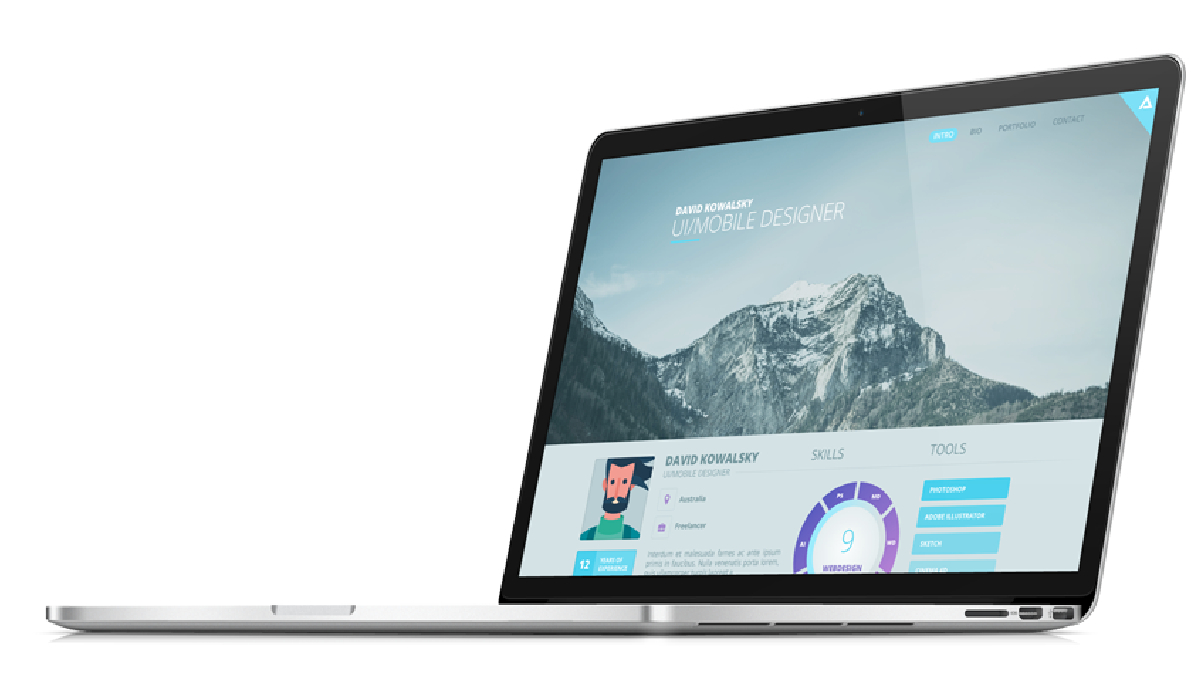 INTRO BIO PORTFOLIO CONTACT
DAVID KOWALSKY
UI/MOBILE DESIGNER
DAVID KOWALSKY
UI/MOBILE DESIGNER
Australia
Freelancer
Interdum et malesuada fames ac ante ipsum
primis in faucibus. Nulla venenatis porta lorem,
12 YEARS OF
EXPERIENCE
SKILLS
PS
AI
9
WEBDESIGN
TOOLS
PHOTOSHOP
ADOBE ILLUSTRATOR
SKETCH